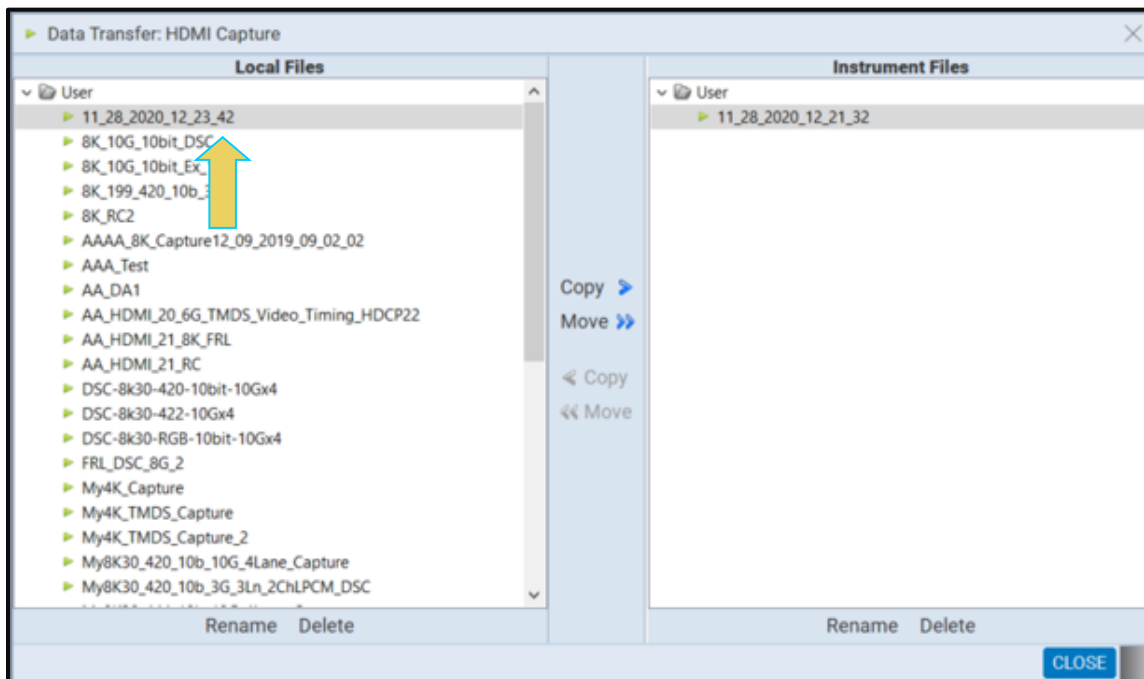 Data Transfer: HDMI Capture
Local Files
User
11_28_2020_12_23_42
8K_10G_10bit_DSC
8K_10G_10bit_Ex_
8K_199_420_10b_3
8K_RC2
AAAA_8K_Capture12_09_2019_09_02_02
AAA_Test
AA_DA1
AA_HDMI_20_6G_TMDS_Video_Timing_HDCP22
AA_HDMI_21_8K_FRL
AA_HDMI_21_RC
DSC-8k30-420-10bit-10Gx4
DSC-8k30-422-10Gx4
DSC-8k30-RGB-10bit-10Gx4
FRL_DSC_8G_2
My4K_Capture
My4K_TMDS_Capture
My4K_TMDS_Capture_2
My8K30_420_10b_10G_4Lane_Capture
My8K30_420_10b_3G_3Ln_2ChLPCM_DSC
Rename Delete
Copy
Move
Copy
Move
Instrument Files
User
11_28_2020_12_21_32
Rename Delete
CLOSE